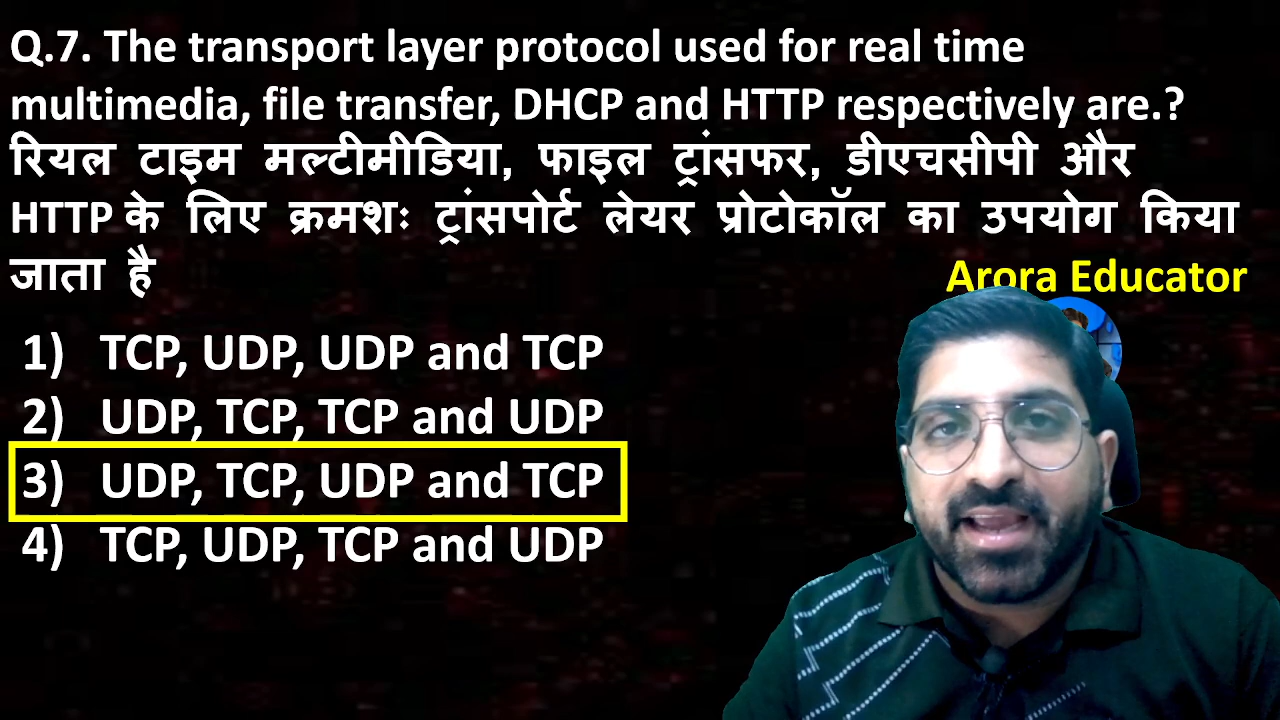 Q.7. The transport layer protocol used for real time
multimedia, file transfer, DHCP and HTTP respectively are.?
रियल टाइम मल्टीमीडिया, फाइल ट्रांसफर, डीएचसीपी और
HTTP के लिए क्रमशः ट्रांसपोर्ट लेयर प्रोटोकॉल का उपयोग किया
जाता है
Arora Educator
1) TCP, UDP, UDP and TCP
2) UDP, TCP, TCP and UDP
3) UDP, TCP, UDP and TCP
4) TCP, UDP, TCP and UDP